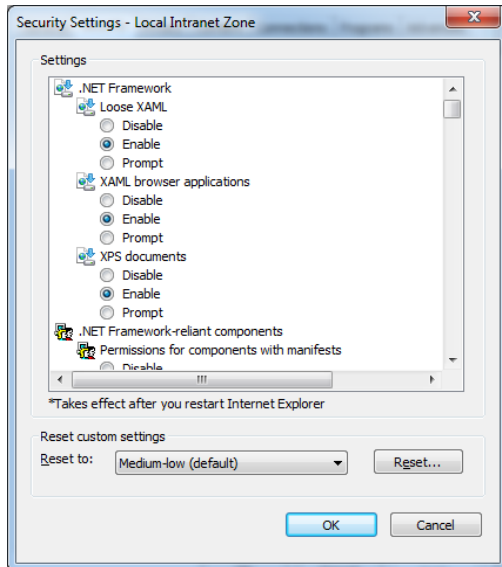 Security Settings - Local Intranet Zone
Settings
.NET Framework
Loose XAML
Disable
Enable
Prompt
XAML browser applications
Disable
Enable
Prompt
XPS documents
Disable
Enable
Prompt
.NET Framework-reliant components
Permissions for components with manifests
Disable
*Takes effect after you restart Internet Explorer
Reset custom settings
Reset to:
Medium-low (default)
Reset...
OK
Cancel